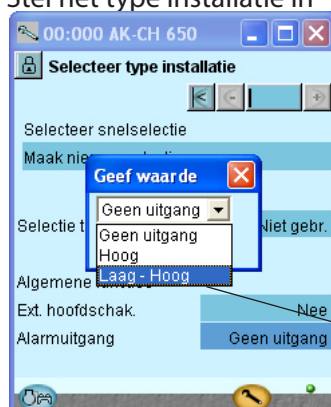 Stel het type installatie in
00:000 AK-CH 650
Selecteer type installatie
Selecteer snelselectie
Maak
Geef waarde
Geen uitgang
Selectie t
Niet gebr.
Geen uitgang
Hoog
Laag - Hoog
Algemene
Ext. hoofdschak.
Nee
Alarmuitgang
Geen uitgang